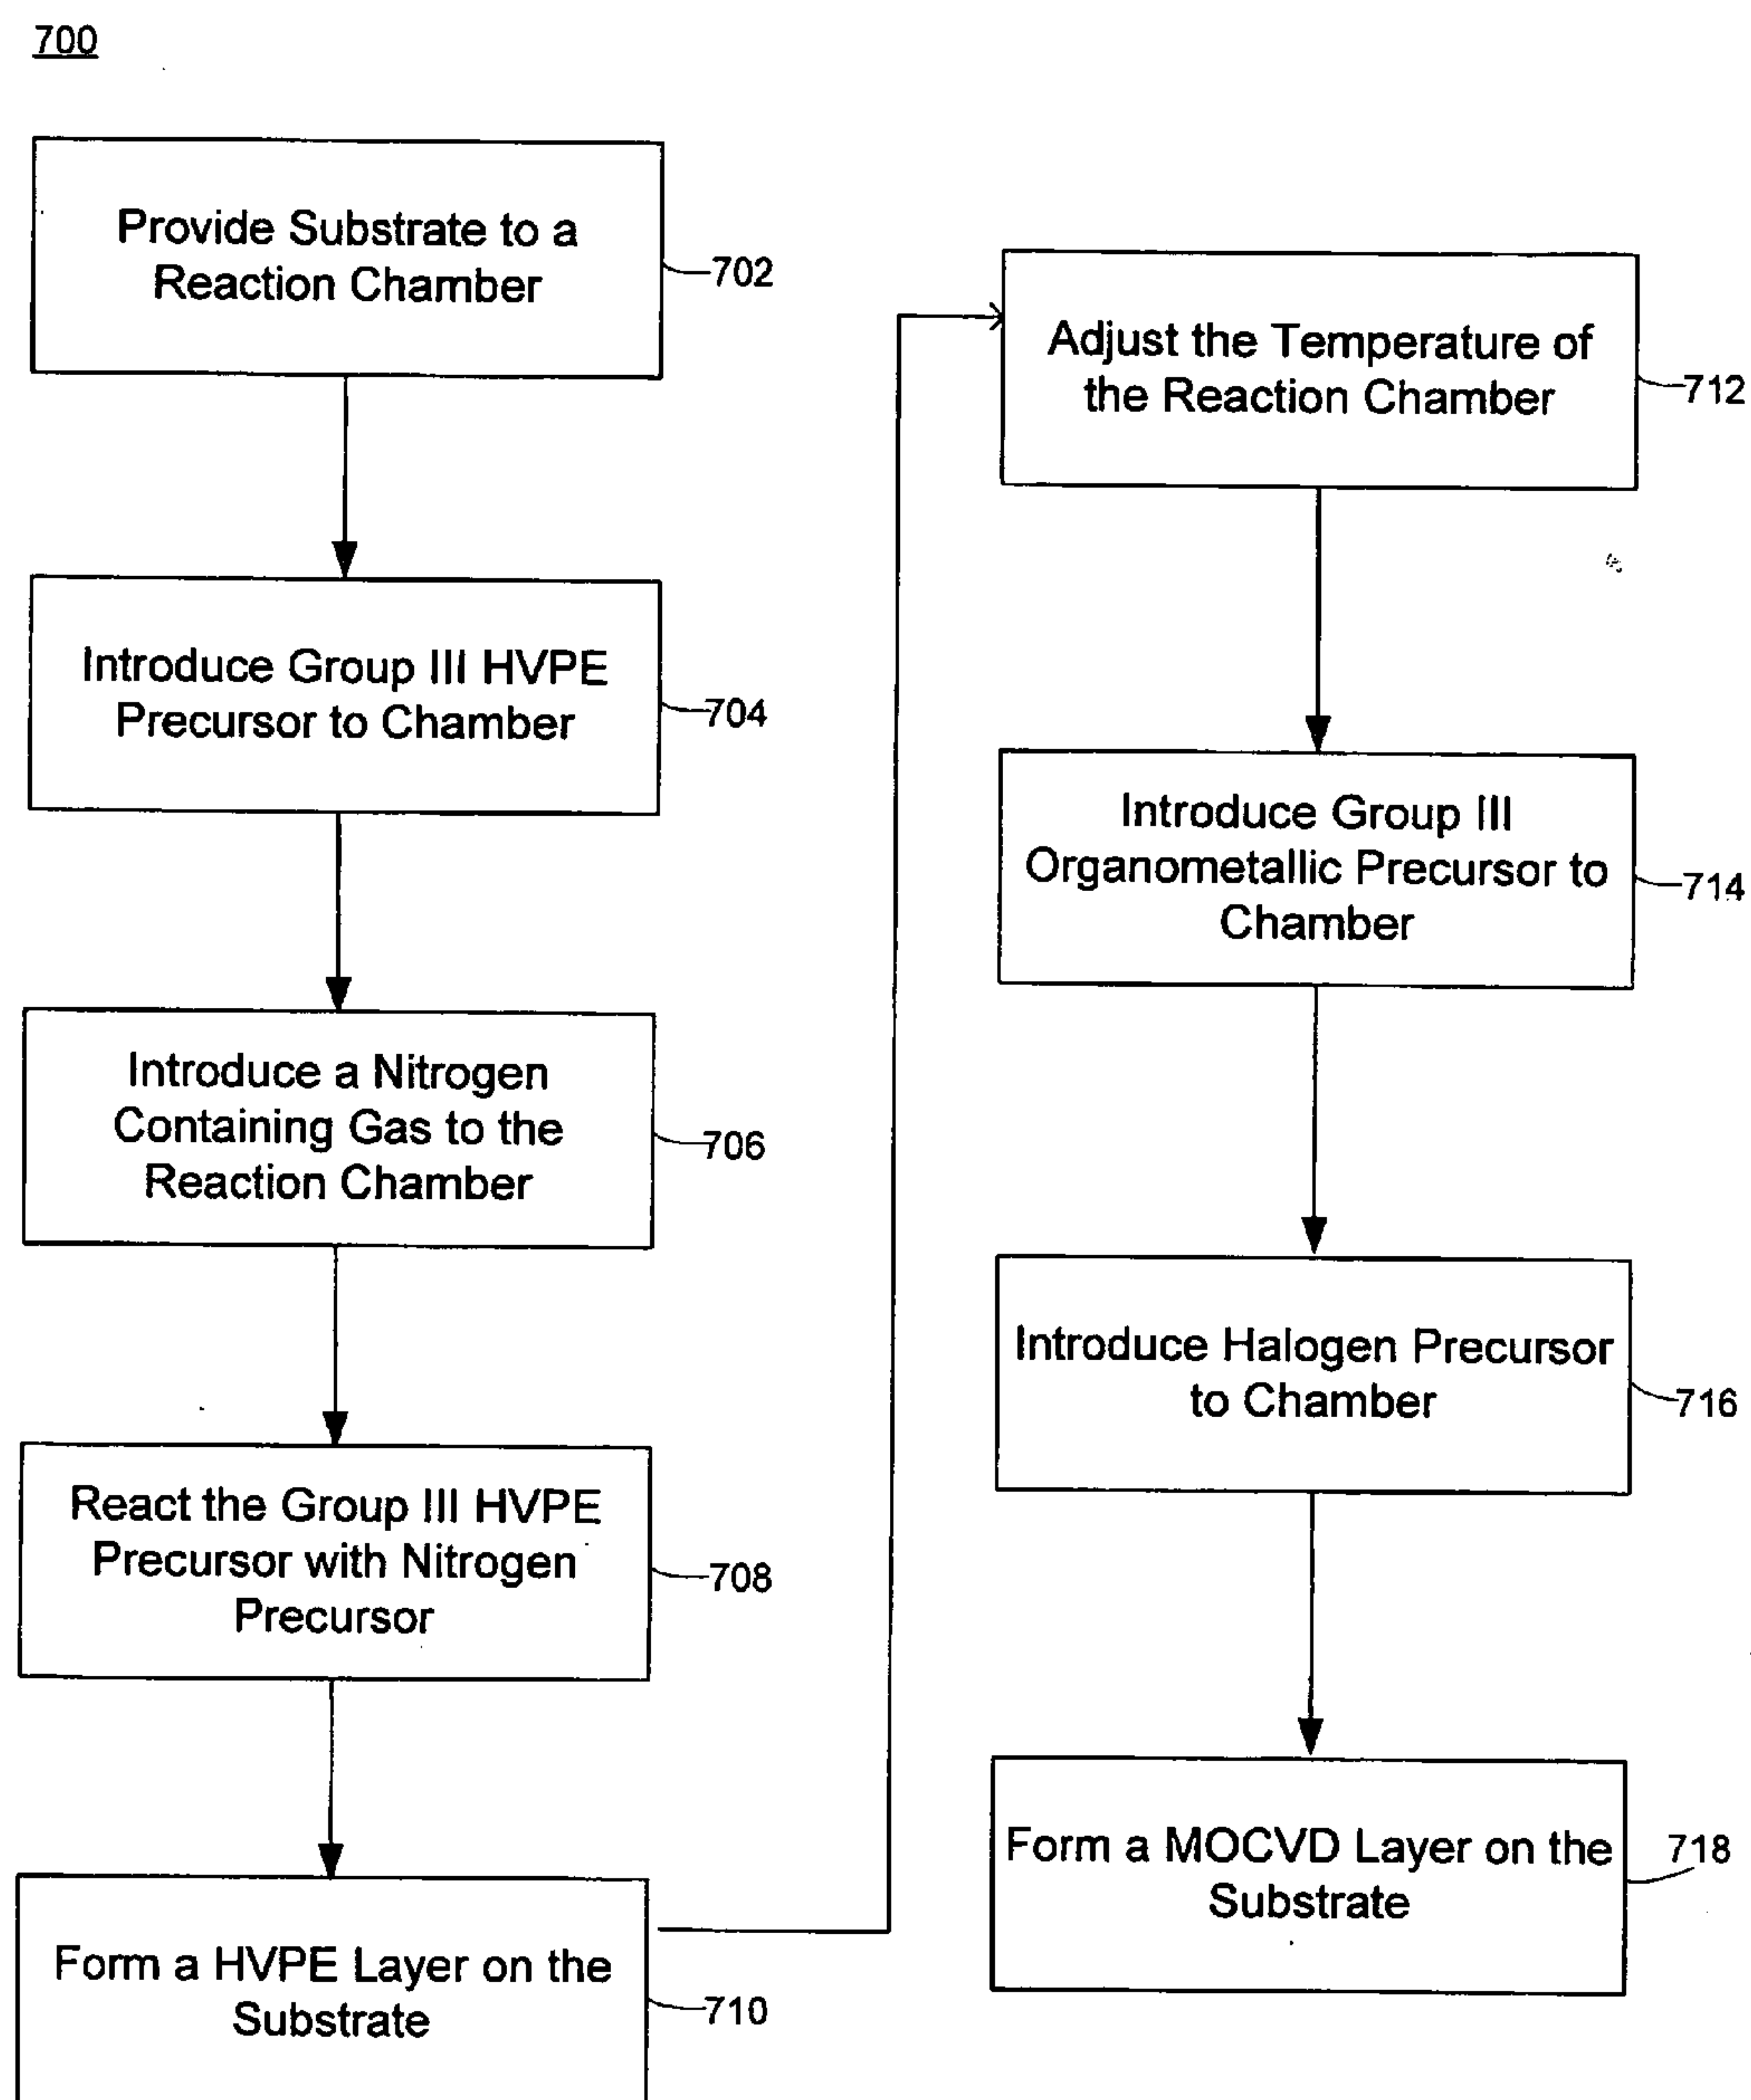 700
Provide Substrate to a
Reaction Chamber
702
Introduce Group III HVPE
Precursor to Chamber
704
Introduce a Nitrogen
Containing Gas to the
Reaction Chamber
706
React the Group III HVPE
Precursor with Nitrogen
Precursor
708
Form a HVPE Layer on the
Substrate
710
Adjust the Temperature of
the Reaction Chamber
712
Introduce Group III
Organometallic Precursor to
Chamber
714
Introduce Halogen Precursor
to Chamber
716
Form a MOCVD Layer on the
Substrate
718